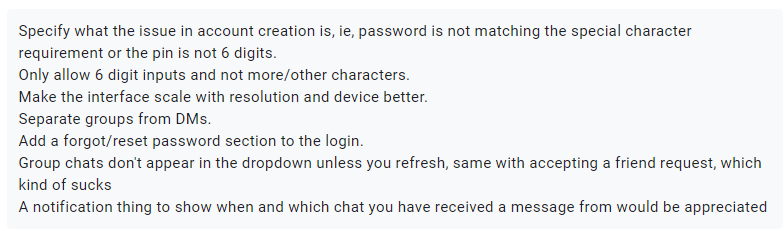 Specify what the issue in account creation is, ie, password is not matching the special character
requirement or the pin is not 6 digits.
Only allow 6 digit inputs and not more/other characters.
Make the interface scale with resolution and device better.
Separate groups from DMs.
Add a forgot/reset password section to the login.
Group chats don't appear in the dropdown unless you refresh, same with accepting a friend request, which
kind of sucks
A notification thing to show when and which chat you have received a message from would be appreciated